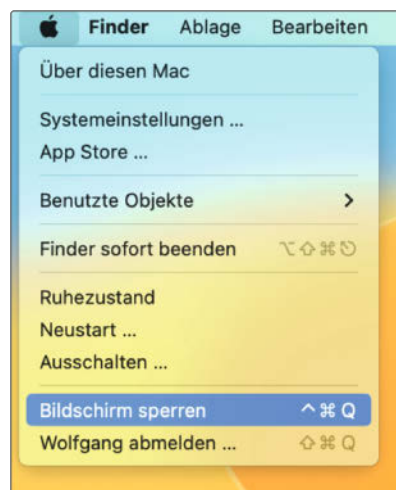 Finder Ablage Bearbeiten
Über diesen Mac
Systemeinstellungen ...
App Store ...
Benutzte Objekte >
Finder sofort beenden ⌥⇧⌘⎋
Ruhezustand
Neustart ...
Ausschalten ...
Bildschirm sperren ^⌘Q
Wolfgang abmelden ... ⇧⌘Q